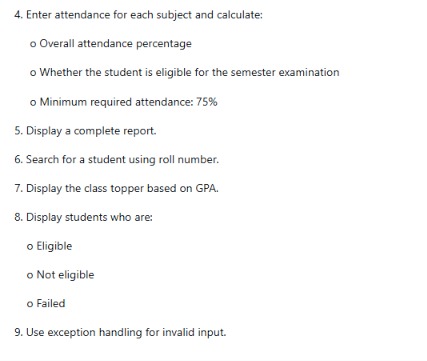 4. Enter attendance for each subject and calculate:
o Overall attendance percentage
o Whether the student is eligible for the semester examination
o Minimum required attendance: 75%
5. Display a complete report.
6. Search for a student using roll number.
7. Display the class topper based on GPA.
8. Display students who are:
o Eligible
o Not eligible
o Failed
9. Use exception handling for invalid input.